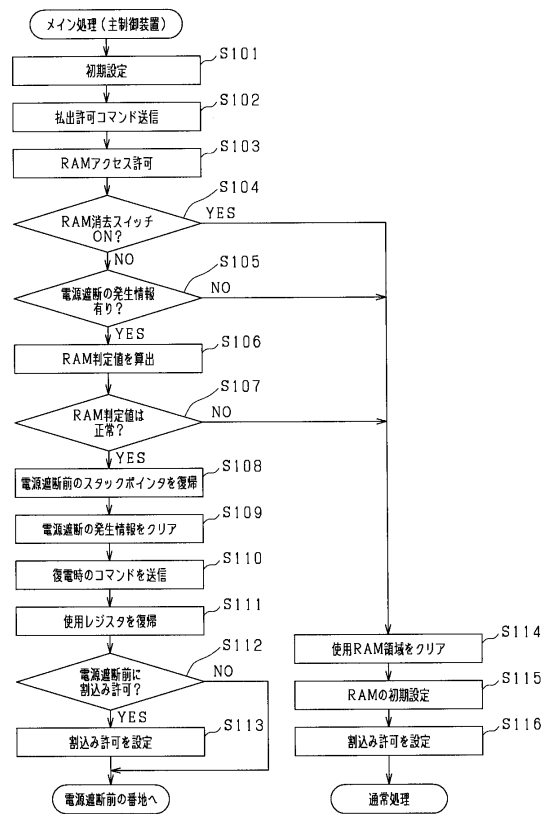 メイン処理(主制御装置)
初期設定
S101
払出許可コマンド送信
S102
RAMアクセス許可
S103
RAM消去スイッチ
ON?
S104
YES
NO
電源遮断の発生情報
有り?
S105
NO
YES
RAM判定値を算出
S106
RAM判定値は
正常?
S107
NO
YES
電源遮断前のスタックポインタを復帰
S108
電源遮断の発生情報をクリア
S109
復電時のコマンドを送信
S110
使用レジスタを復帰
S111
電源遮断前に
割込み許可?
S112
NO
YES
割込み許可を設定
S113
電源遮断前の番地へ
使用RAM領域をクリア
S114
RAMの初期設定
S115
割込み許可を設定
S116
通常処理